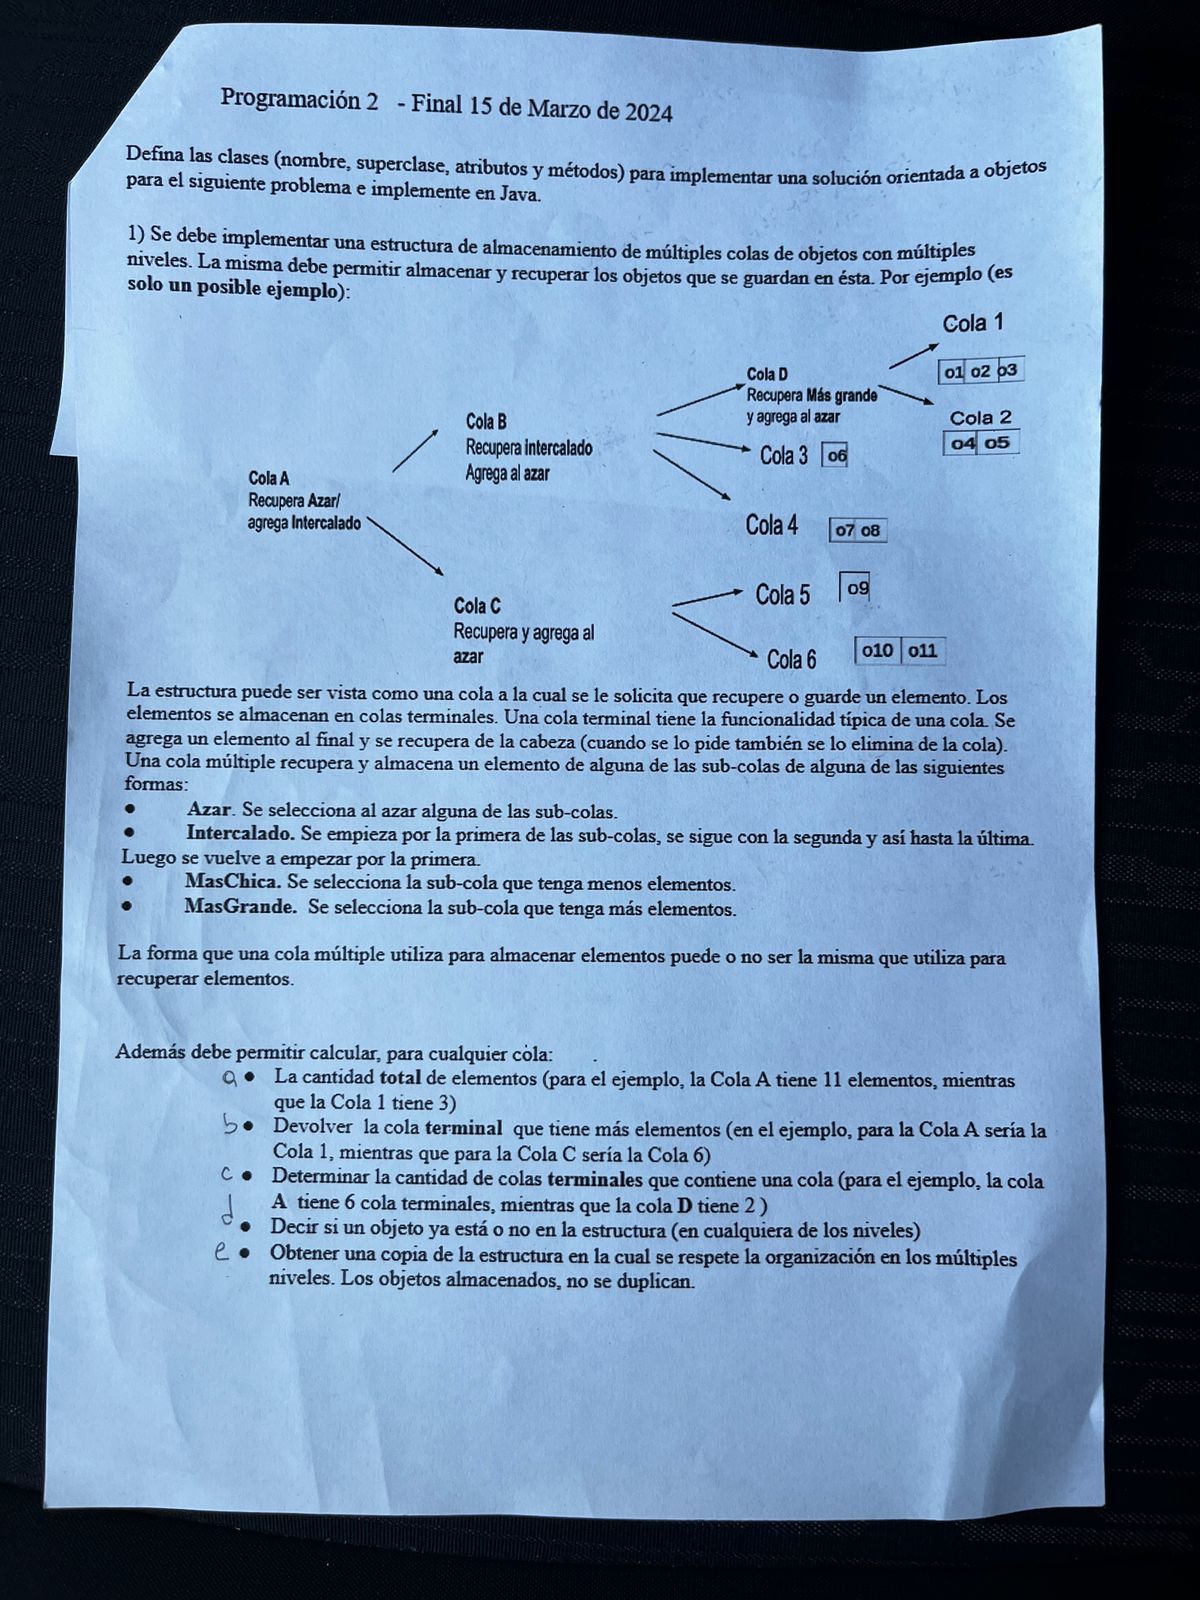 Programación 2 - Final 15 de Marzo de 2024
Defina las clases (nombre, superclase, atributos y métodos) para implementar una solución orientada a objetos
para el siguiente problema e implemente en Java.
1) Se debe implementar una estructura de almacenamiento de múltiples colas de objetos con múltiples
niveles. La misma debe permitir almacenar y recuperar los objetos que se guardan en ésta. Por ejemplo (es
solo un posible ejemplo):
Cola 1
o1 o2 o3
Cola D
Recupera Más grande
y agrega al azar
Cola 2
o4 o5
Cola B
Recupera intercalado
Agrega al azar
Cola 3 o6
Cola A
Recupera Azar/
agrega Intercalado
Cola 4 o7 o8
Cola 5 o9
Cola C
Recupera y agrega al
azar
Cola 6 o10 o11
La estructura puede ser vista como una cola a la cual se le solicita que recupere o guarde un elemento. Los
elementos se almacenan en colas terminales. Una cola terminal tiene la funcionalidad típica de una cola. Se
agrega un elemento al final y se recupera de la cabeza (cuando se lo pide también se lo elimina de la cola).
Una cola múltiple recupera y almacena un elemento de alguna de las sub-colas de alguna de las siguientes
formas:
• Azar. Se selecciona al azar alguna de las sub-colas.
• Intercalado. Se empieza por la primera de las sub-colas, se sigue con la segunda y así hasta la última.
Luego se vuelve a empezar por la primera.
• MasChica. Se selecciona la sub-cola que tenga menos elementos.
• MasGrande. Se selecciona la sub-cola que tenga más elementos.
La forma que una cola múltiple utiliza para almacenar elementos puede o no ser la misma que utiliza para
recuperar elementos.
Además debe permitir calcular, para cualquier cola:
a • La cantidad total de elementos (para el ejemplo, la Cola A tiene 11 elementos, mientras
que la Cola 1 tiene 3)
b • Devolver la cola terminal que tiene más elementos (en el ejemplo, para la Cola A sería la
Cola 1, mientras que para la Cola C sería la Cola 6)
c • Determinar la cantidad de colas terminales que contiene una cola (para el ejemplo, la cola
A tiene 6 cola terminales, mientras que la cola D tiene 2 )
d • Decir si un objeto ya está o no en la estructura (en cualquiera de los niveles)
e • Obtener una copia de la estructura en la cual se respete la organización en los múltiples
niveles. Los objetos almacenados, no se duplican.